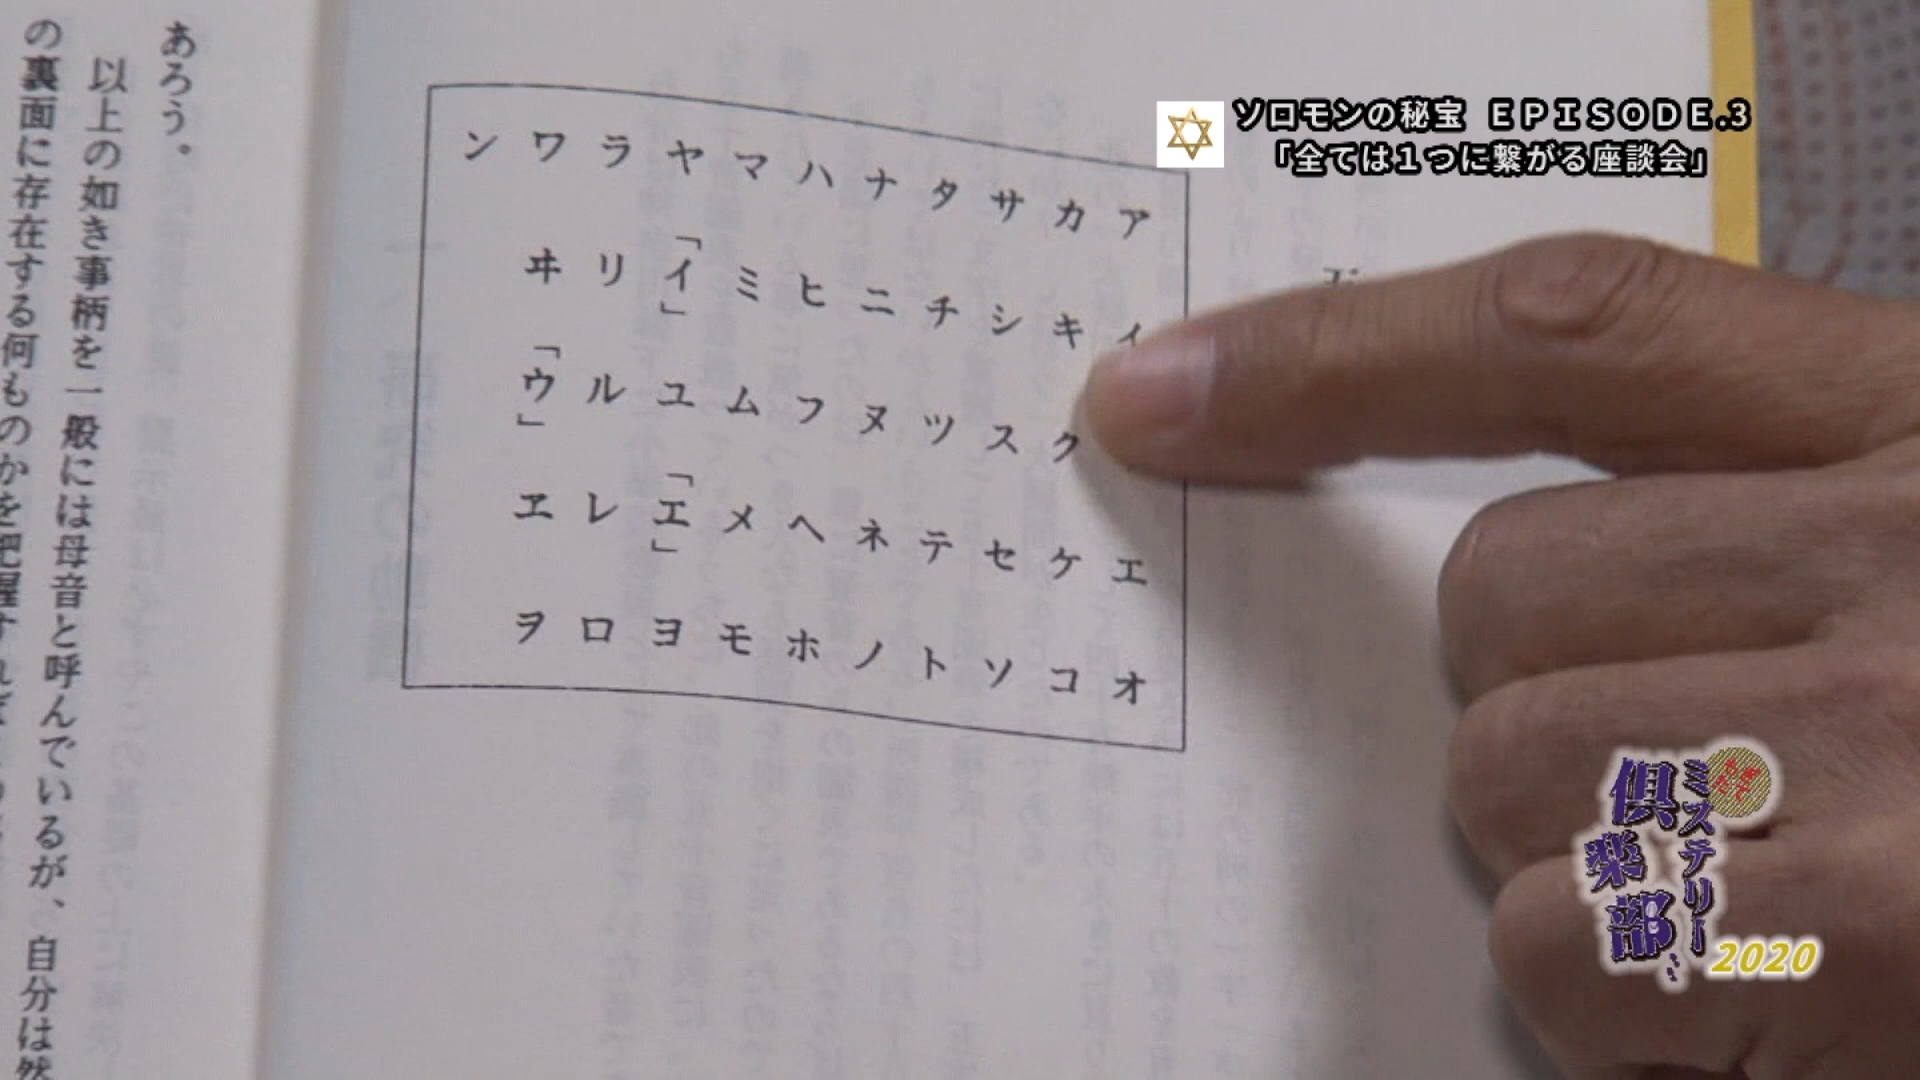 ソロモンの秘宝 EPISODE.3
「全ては1つに繋がる座談会」
ア カ サ タ ナ ハ マ ヤ ラ ワ ン
イ キ シ チ ニ ヒ ミ 「イ」 リ ヰ
ク ス ツ ヌ フ ム ユ ル 「ウ」
エ ケ セ テ ネ ヘ メ 「エ」 レ ヱ
オ コ ソ ト ノ ホ モ ヨ ロ ヲ
あろう。
以上の如き事柄を一般には母音と呼んでいるが、自分は然
の裏面に存在する何ものかを把握すれば
ミステリー
倶楽部
2020